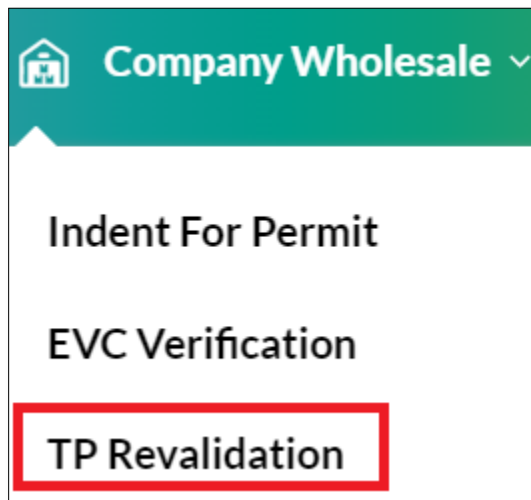 Company Wholesale
Indent For Permit
EVC Verification
TP Revalidation